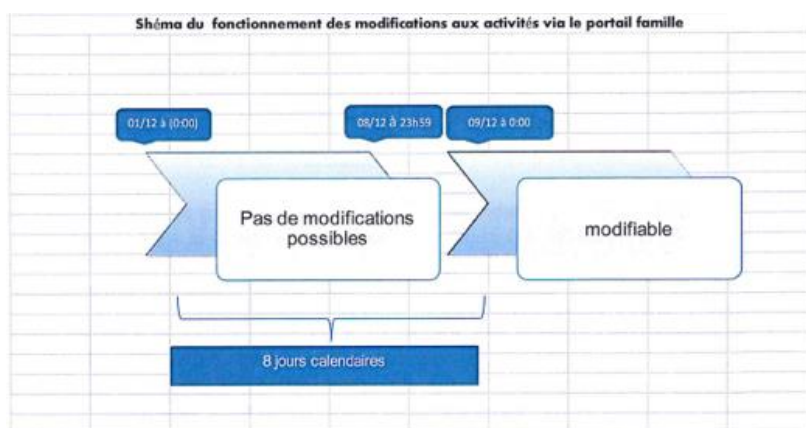 Shéma du fonctionnement des modifications aux activités via le portail famille
01/12 à (0:00)
08/12 à 23h59
09/12 à 0:00
Pas de modifications
possibles
modifiable
8 jours calendaires